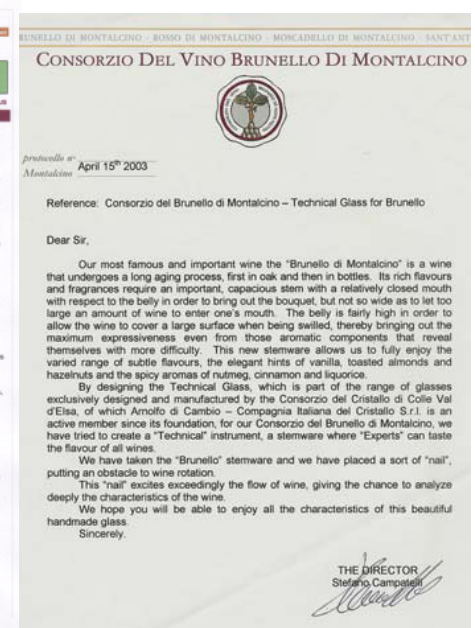 BRUNELLO DI MONTALCINO - ROSSO DI MONTALCINO - MOSCADELLO DI MONTALCINO - SANT'ANT
CONSORZIO DEL VINO BRUNELLO DI MONTALCINO
protocollo n°
Montalcino April 15th 2003
Reference: Consorzio del Brunello di Montalcino – Technical Glass for Brunello
Dear Sir,
Our most famous and important wine the "Brunello di Montalcino" is a wine
that undergoes a long aging process, first in oak and then in bottles. Its rich flavours
and fragrances require an important, capacious stem with a relatively closed mouth
with respect to the belly in order to bring out the bouquet, but not so wide as to let too
large an amount of wine to enter one's mouth. The belly is fairly high in order to
allow the wine to cover a large surface when being swilled, thereby bringing out the
maximum expressiveness even from those aromatic components that reveal
themselves with more difficulty. This new stemware allows us to fully enjoy the
varied range of subtle flavours, the elegant hints of vanilla, toasted almonds and
hazelnuts and the spicy aromas of nutmeg, cinnamon and liquorice.
By designing the Technical Glass, which is part of the range of glasses
exclusively designed and manufactured by the Consorzio del Cristallo di Colle Val
d'Elsa, of which Arnolfo di Cambio – Compagnia Italiana del Cristallo S.r.l. is an
active member since its foundation, for our Consorzio del Brunello di Montalcino, we
have tried to create a "Technical" instrument, a stemware where "Experts" can taste
the flavour of all wines.
We have taken the "Brunello" stemware and we have placed a sort of "nail",
putting an obstacle to wine rotation.
This "nail" excites exceedingly the flow of wine, giving the chance to analyze
deeply the characteristics of the wine.
We hope you will be able to enjoy all the characteristics of this beautiful
handmade glass.
Sincerely.
THE DIRECTOR
Stefano Campatelli